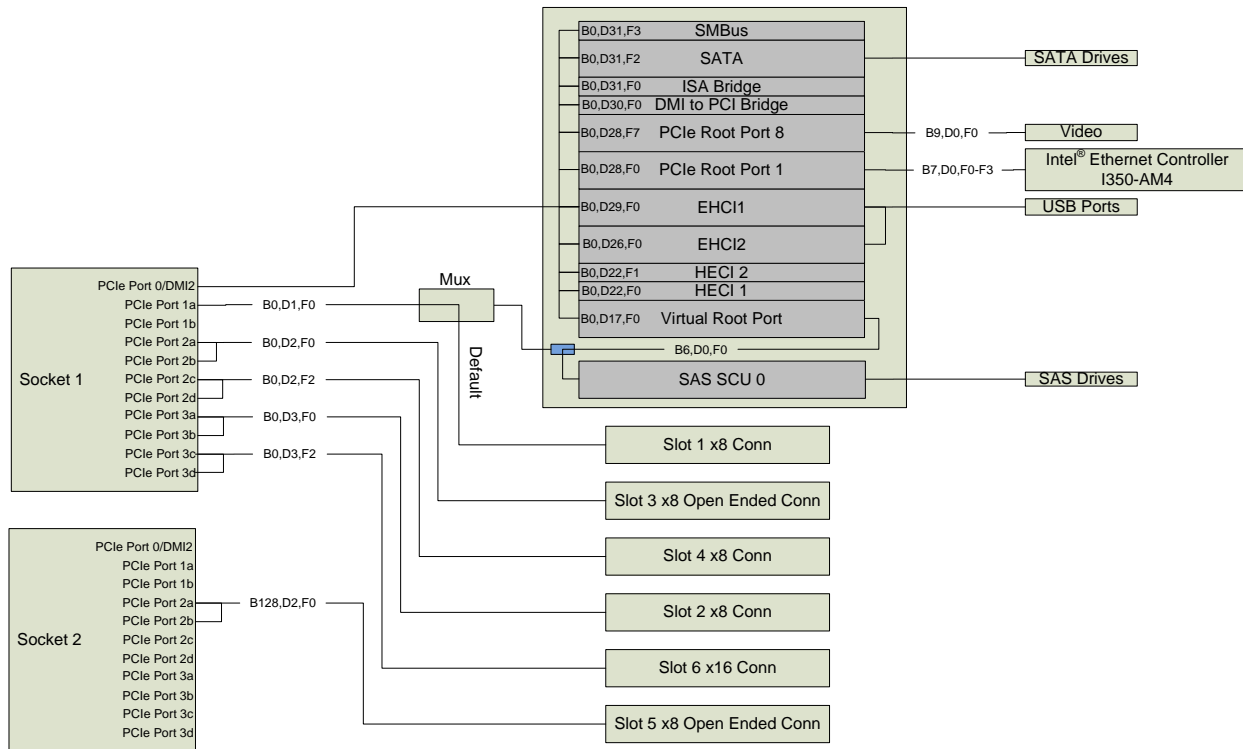 B0,D31,F3 SMBus
B0,D31,F2 SATA
SATA Drives
B0,D31,F0 ISA Bridge
B0,D30,F0 DMI to PCI Bridge
B0,D28,F7 PCIe Root Port 8
B9,D0,F0
Video
B0,D28,F0 PCIe Root Port 1
B7,D0,F0-F3
Intel® Ethernet Controller
I350-AM4
B0,D29,F0 EHCI1
USB Ports
B0,D26,F0 EHCI2
B0,D22,F1 HECI 2
B0,D22,F0 HECI 1
B0,D17,F0 Virtual Root Port
B6,D0,F0
SAS SCU 0
SAS Drives
Mux
Default
Socket 1
PCIe Port 0/DMI2
PCIe Port 1a
B0,D1,F0
PCIe Port 1b
PCIe Port 2a
B0,D2,F0
PCIe Port 2b
PCIe Port 2c
B0,D2,F2
PCIe Port 2d
PCIe Port 3a
B0,D3,F0
PCIe Port 3b
PCIe Port 3c
B0,D3,F2
PCIe Port 3d
Slot 1 x8 Conn
Slot 3 x8 Open Ended Conn
Slot 4 x8 Conn
Slot 2 x8 Conn
Slot 6 x16 Conn
Slot 5 x8 Open Ended Conn
Socket 2
PCIe Port 0/DMI2
PCIe Port 1a
PCIe Port 1b
PCIe Port 2a
B128,D2,F0
PCIe Port 2b
PCIe Port 2c
PCIe Port 2d
PCIe Port 3a
PCIe Port 3b
PCIe Port 3c
PCIe Port 3d